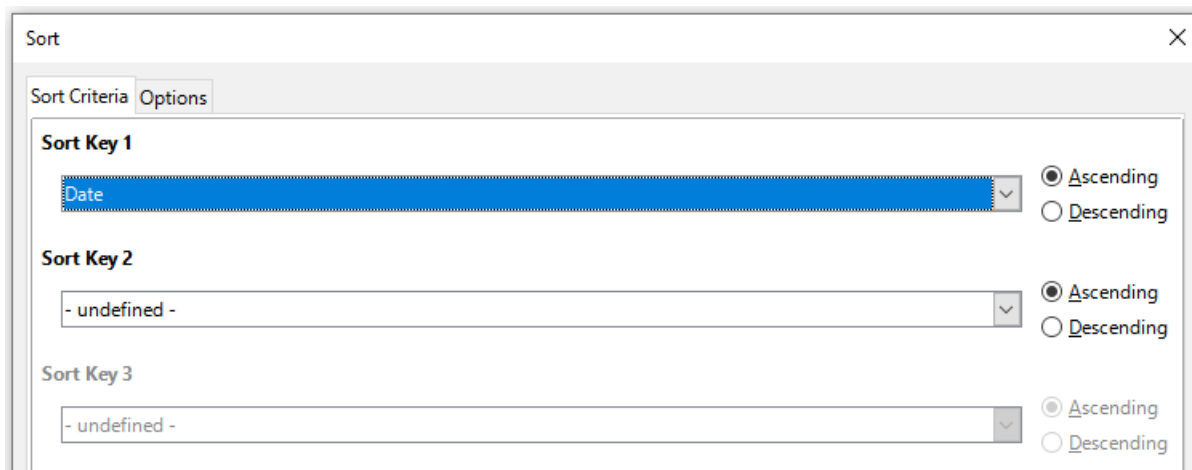 Sort
Sort Criteria Options
Sort Key 1
Date
Ascending
Descending
Sort Key 2
- undefined -
Ascending
Descending
Sort Key 3
- undefined -
Ascending
Descending